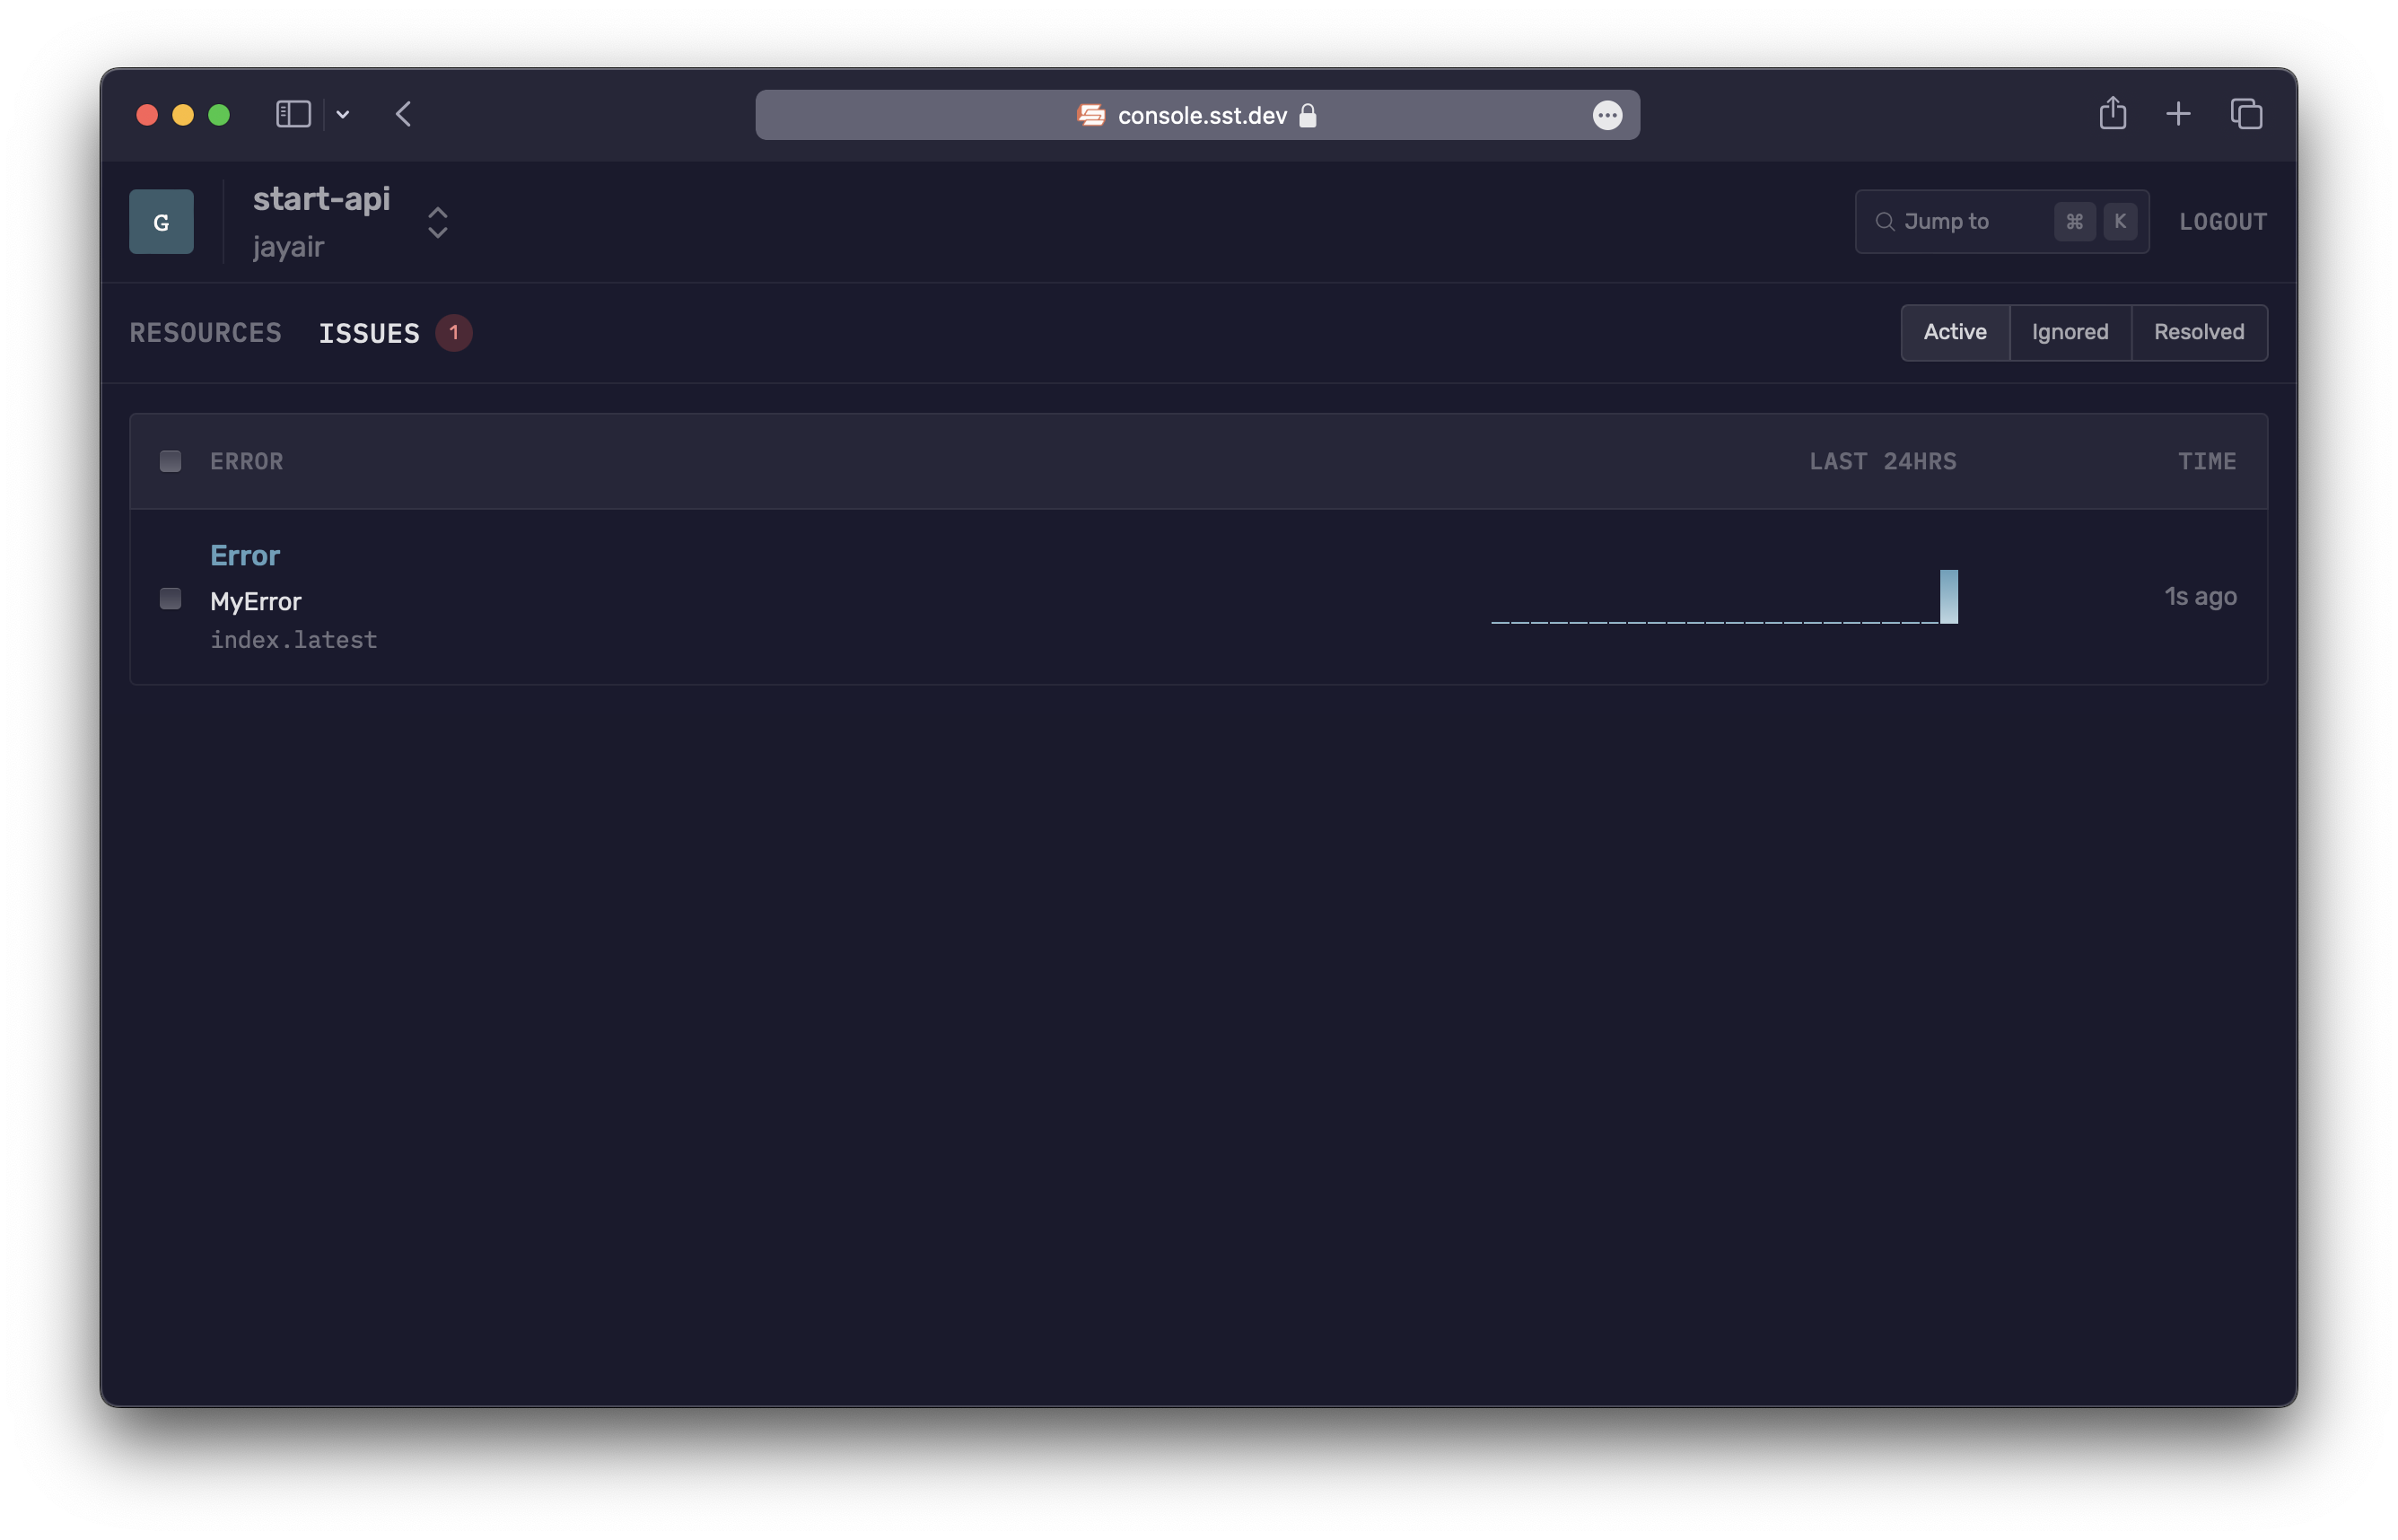 console.sst.dev
G
start-api
jayair
Jump to ⌘ K
LOGOUT
RESOURCES ISSUES 1
Active Ignored Resolved
ERROR LAST 24HRS TIME
Error
MyError
index.latest
1s ago